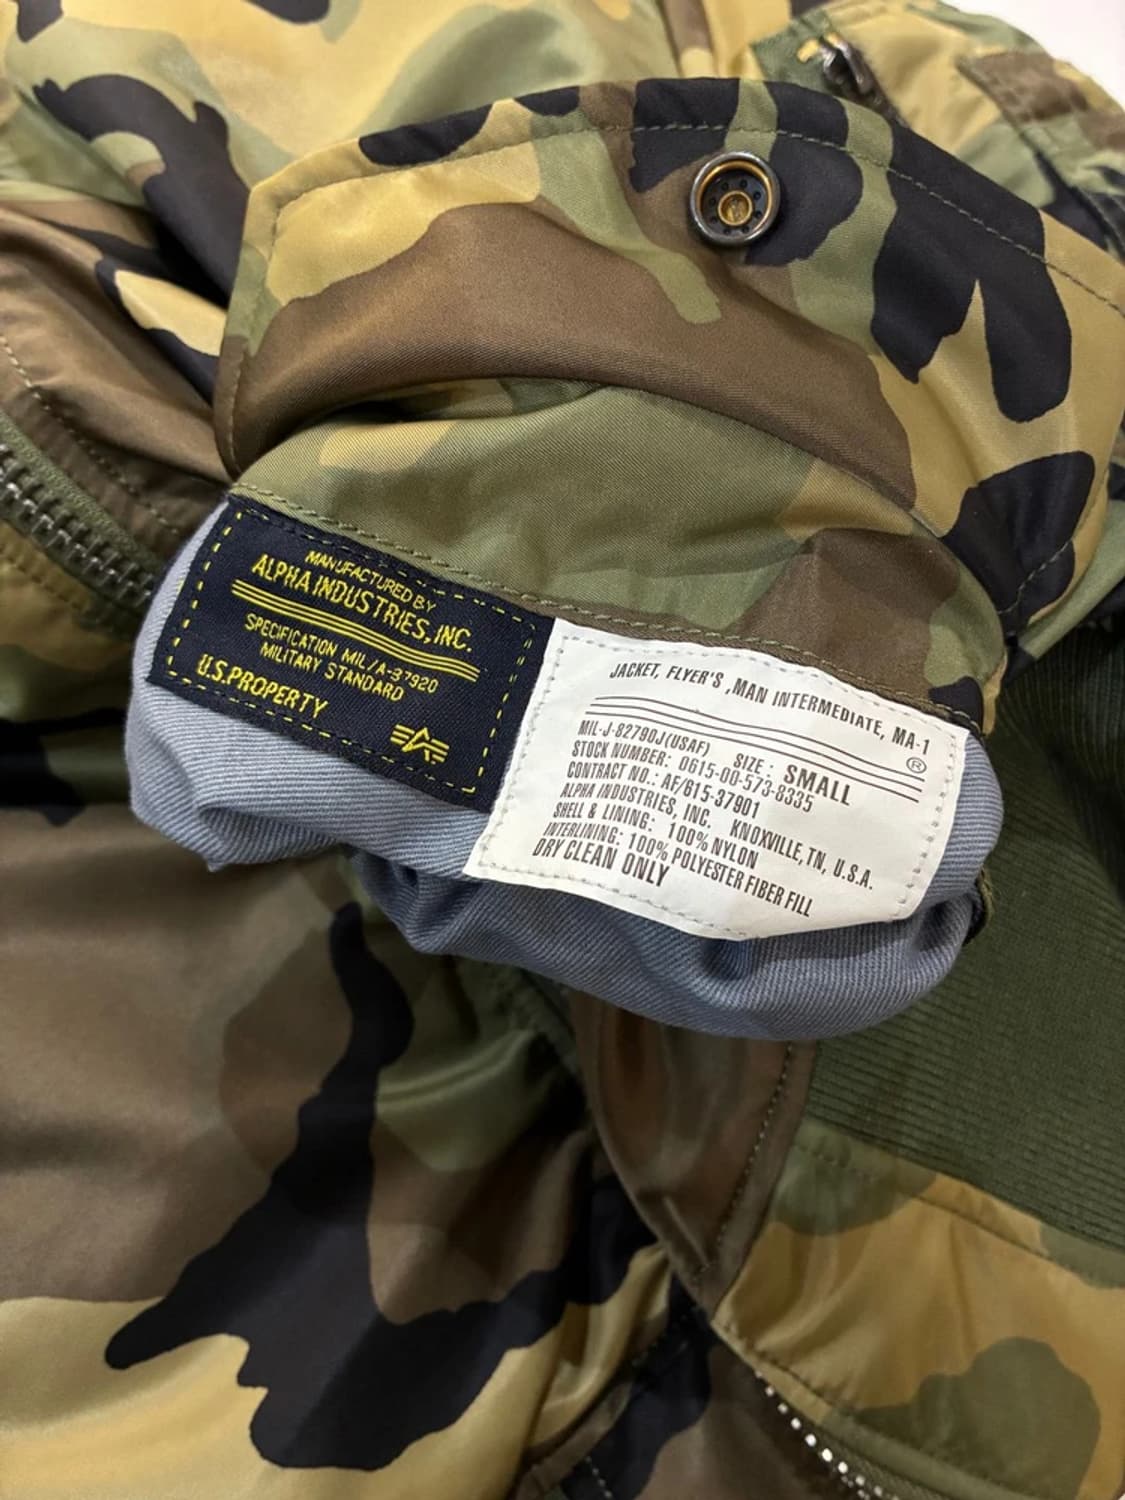 MANUFACTURED BY
ALPHA INDUSTRIES, INC.
SPECIFICATION MIL/A-37920
MILITARY STANDARD
U.S.PROPERTY
JACKET, FLYER'S ,MAN INTERMEDIATE, MA-1
®
MIL-J-82790J(USAF) SIZE : SMALL
STOCK NUMBER: 0615-00-573-8335
CONTRACT NO.: AF/615-37901
ALPHA INDUSTRIES, INC. KNOXVILLE, TN, U.S.A.
SHELL & LINING: 100% NYLON
INTERLINING: 100% POLYESTER FIBER FILL
DRY CLEAN ONLY